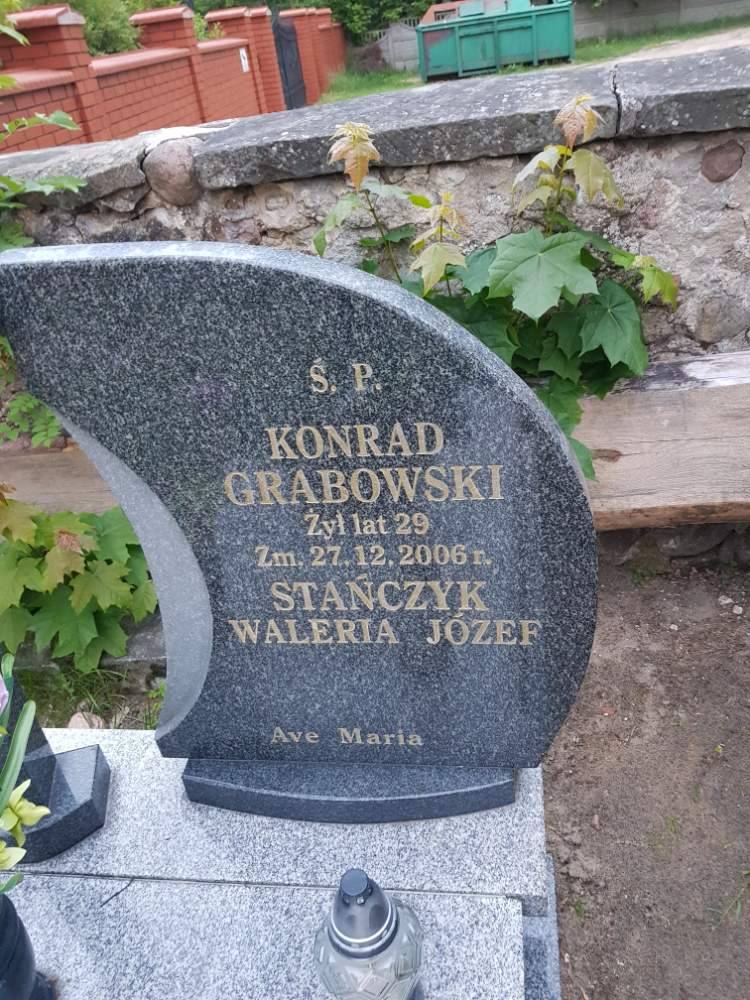 Ś. P.
KONRAD
GRABOWSKI
Żył lat 29
Zm. 27.12.2006 r.
STAŃCZYK
WALERIA JÓZEF
Ave Maria